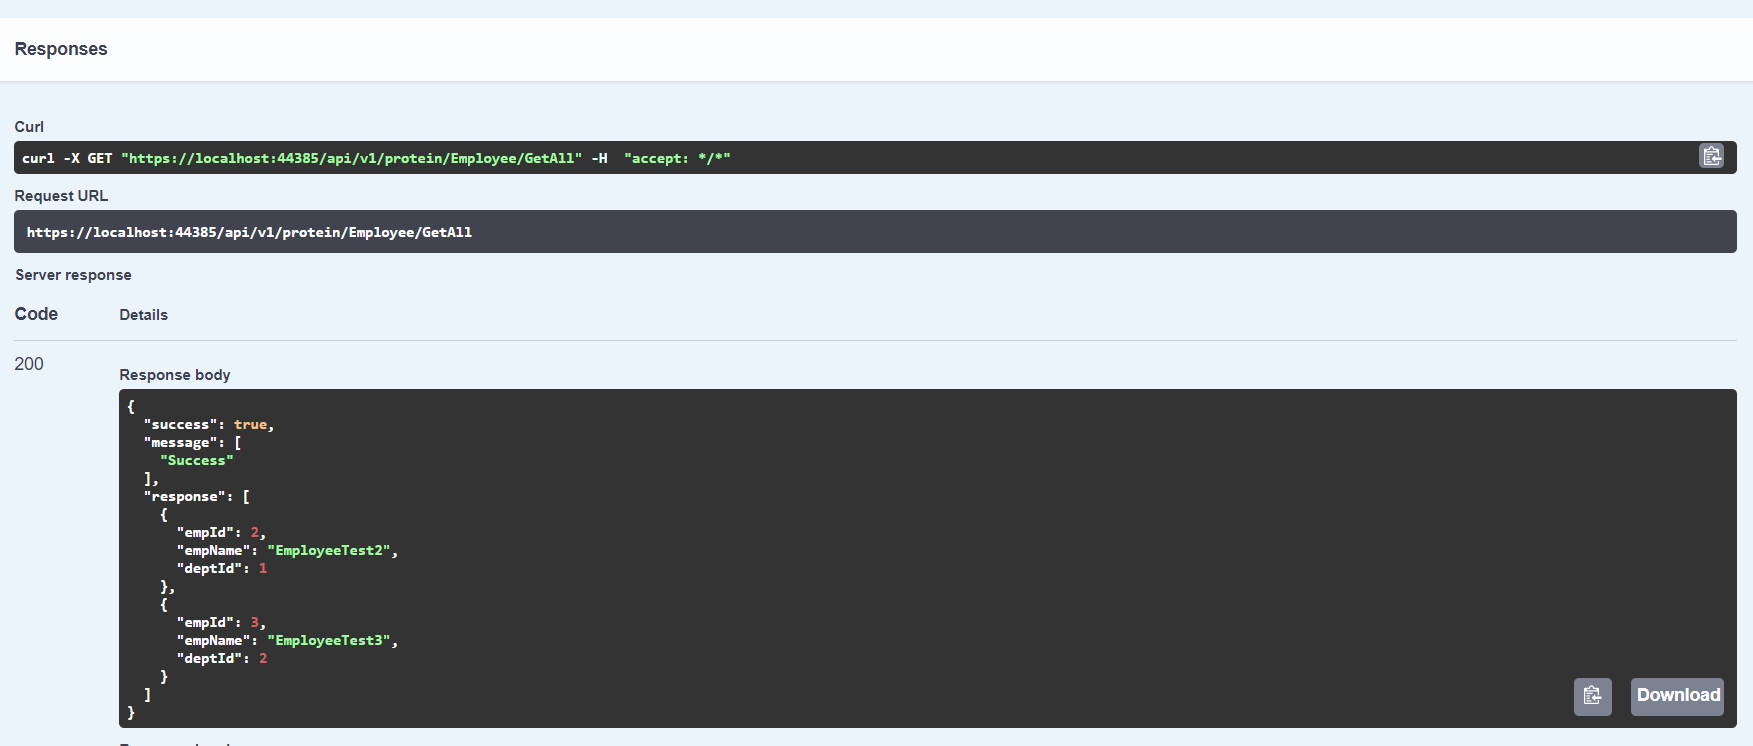 Responses
Curl
curl -X GET "https://localhost:44385/api/v1/protein/Employee/GetAll" -H  "accept: */*"
Request URL
https://localhost:44385/api/v1/protein/Employee/GetAll
Server response
Code Details
200
Response body
{
  "success": true,
  "message": [
    "Success"
  ],
  "response": [
    {
      "empId": 2,
      "empName": "EmployeeTest2",
      "deptId": 1
    },
    {
      "empId": 3,
      "empName": "EmployeeTest3",
      "deptId": 2
    }
  ]
}
Download